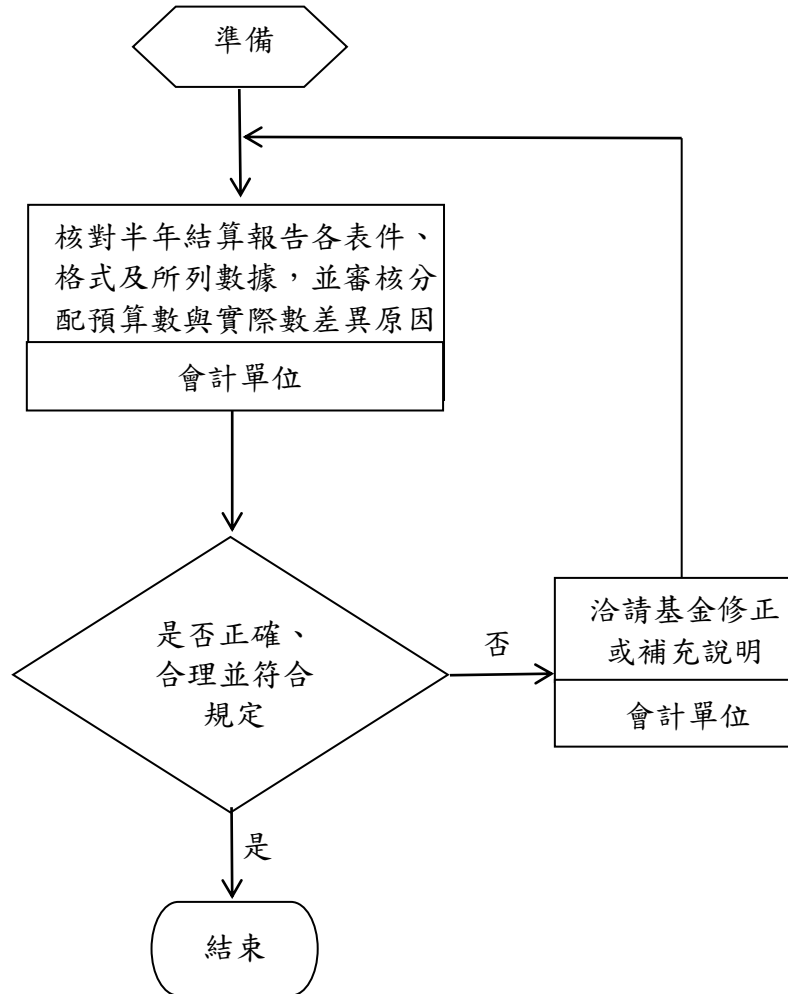 準備
核對半年結算報告各表件、
格式及所列數據，並審核分
配預算數與實際數差異原因
會計單位
是否正確、
合理並符合
規定
否
洽請基金修正
或補充說明
會計單位
是
結束